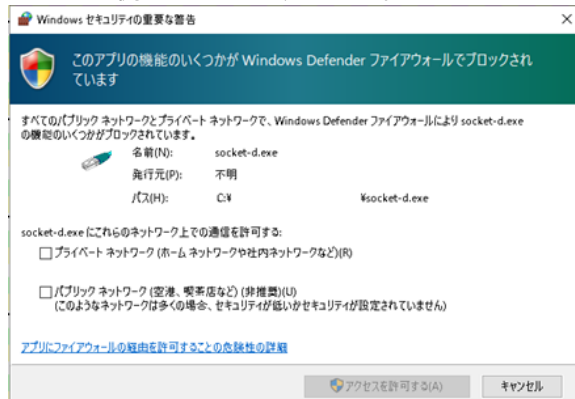 Windows セキュリティの重要な警告
このアプリの機能のいくつかが Windows Defender ファイアウォールでブロックされ
ています
すべてのパブリック ネットワークとプライベート ネットワークで、Windows Defender ファイアウォールにより socket-d.exe
の機能のいくつかがブロックされています。
名前(N): socket-d.exe
発行元(P): 不明
パス(H): C:¥ ¥socket-d.exe
socket-d.exe にこれらのネットワーク上での通信を許可する:
プライベート ネットワーク (ホーム ネットワークや社内ネットワークなど)(R)
パブリック ネットワーク (空港、喫茶店など) (非推奨)(U)
(このようなネットワークは多くの場合、セキュリティが低いかセキュリティが設定されていません)
アプリにファイアウォールの経由を許可することの危険性の詳細
アクセスを許可する(A) キャンセル